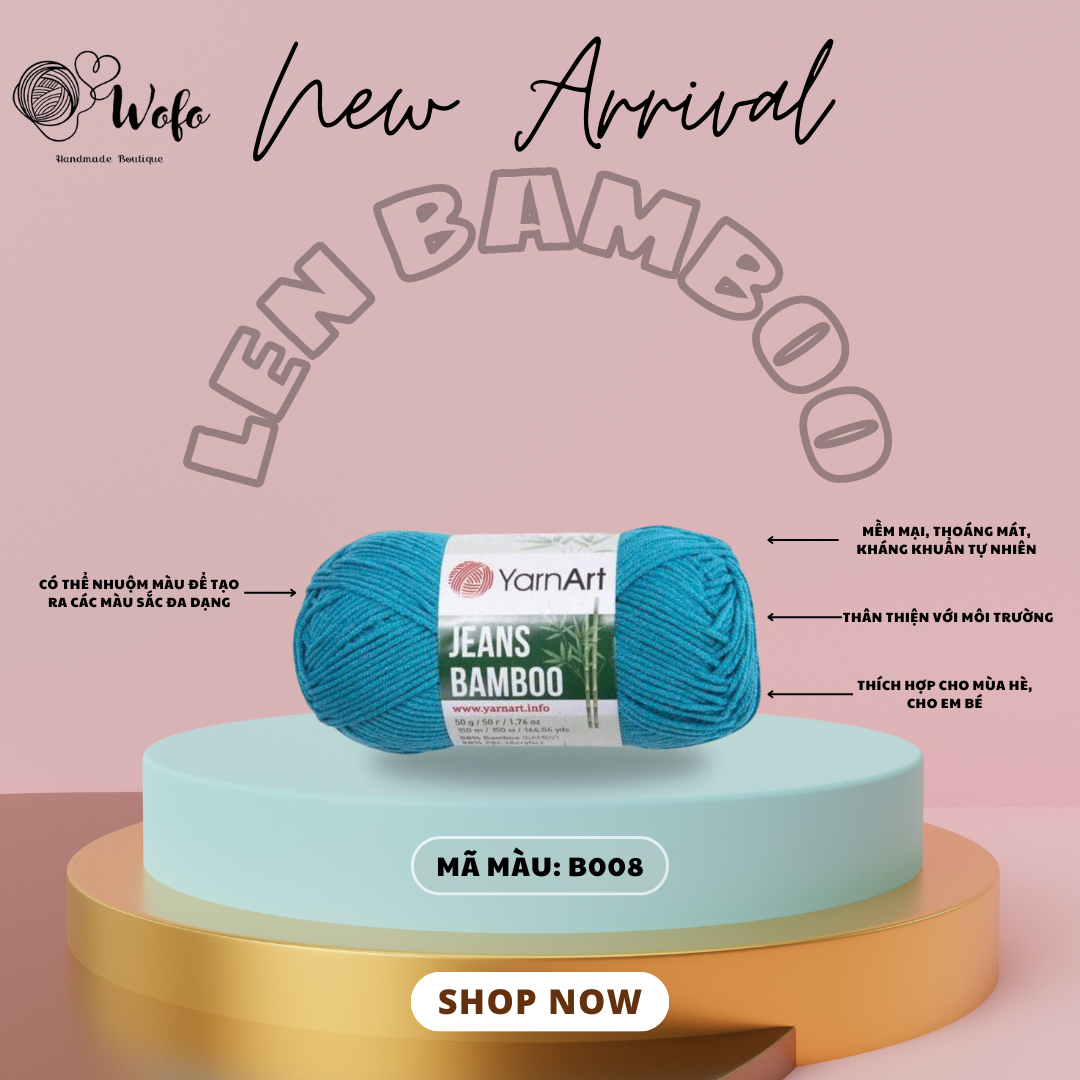 Wofo
Handmade Boutique
New Arrival
LEN BAMBOO
CÓ THỂ NHUỘM MÀU ĐỂ TẠO
RA CÁC MÀU SẮC ĐA DẠNG
MỀM MẠI, THOÁNG MÁT,
KHÁNG KHUẨN TỰ NHIÊN
THÂN THIỆN VỚI MÔI TRƯỜNG
THÍCH HỢP CHO MÙA HÈ,
CHO EM BÉ
YarnArt
JEANS
BAMBOO
www.yarnart.info
50 g / 50 r / 1,76 oz
150 m / 150 м / 164,04 yds
Bamboo
MÃ MÀU: B008
SHOP NOW